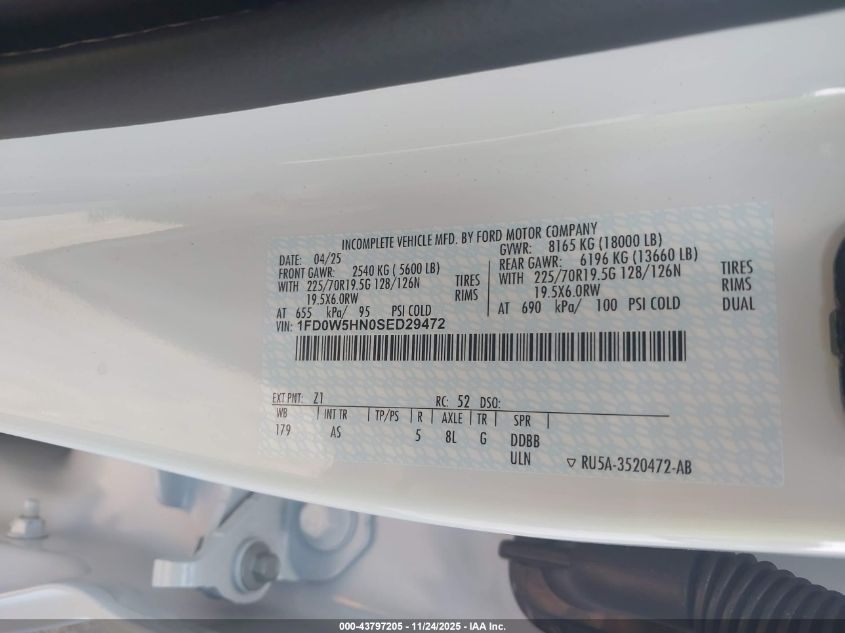 INCOMPLETE VEHICLE MFD. BY FORD MOTOR COMPANY
DATE: 04/25 GVWR: 8165 KG (18000 LB)
FRONT GAWR: 2540 KG ( 5600 LB) REAR GAWR: 6196 KG (13660 LB)
WITH 225/70R19.5G 128/126N TIRES WITH 225/70R19.5G 128/126N TIRES
19.5X6.0RW RIMS 19.5X6.0RW RIMS
AT 655 kPa/ 95 PSI COLD AT 690 kPa/ 100 PSI COLD DUAL
VIN: 1FD0W5HN0SED29472
EXT PNT: Z1 RC: 52 DSO:
WB INT TR TP/PS R AXLE TR SPR
179 AS 5 8L G DDBB
ULN ▽ RU5A-3520472-AB
000-43797205 - 11/24/2025 - IAA Inc.